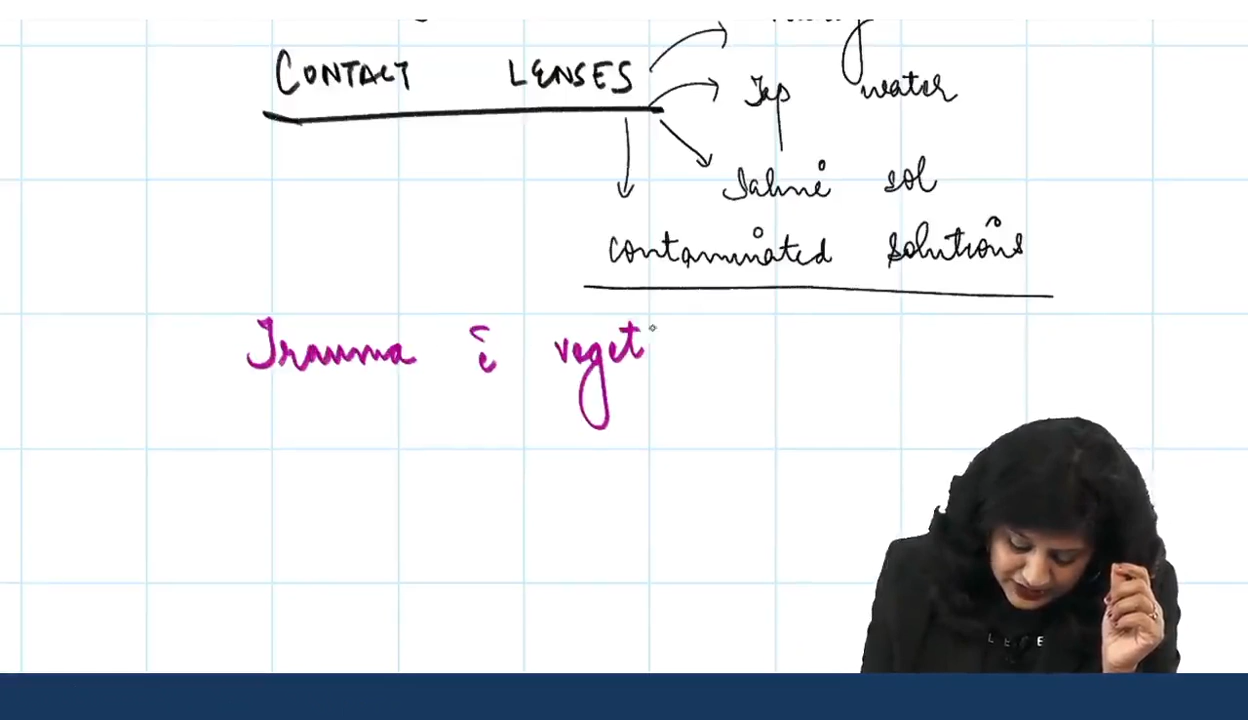 CONTACT LENSES
Tap water
Saline sol
contaminated solutions
Trauma c̄ veget